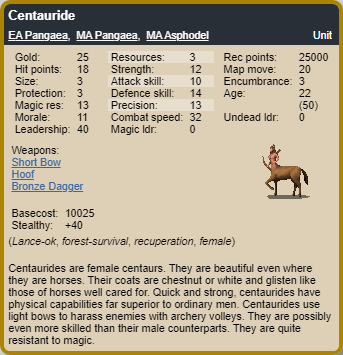 Centauride
EA Pangaea, MA Pangaea, MA Asphodel Unit
Gold: 25 Resources: 3 Rec points: 25000
Hit points: 18 Strength: 12 Map move: 20
Size: 3 Attack skill: 10 Encumbrance: 3
Protection: 3 Defence skill: 14 Age: 22
Magic res: 13 Precision: 13 (50)
Morale: 11 Combat speed: 32 Undead ldr: 0
Leadership: 40 Magic ldr: 0
Weapons:
Short Bow
Hoof
Bronze Dagger
Basecost: 10025
Stealthy: +40
(Lance-ok, forest-survival, recuperation, female)
Centaurides are female centaurs. They are beautiful even where
they are horses. Their coats are chestnut or white and glisten like
those of horses well cared for. Quick and strong, centaurides have
physical capabilities far superior to ordinary men. Centaurides use
light bows to harass enemies with archery volleys. They are possibly
even more skilled than their male counterparts. They are quite
resistant to magic.